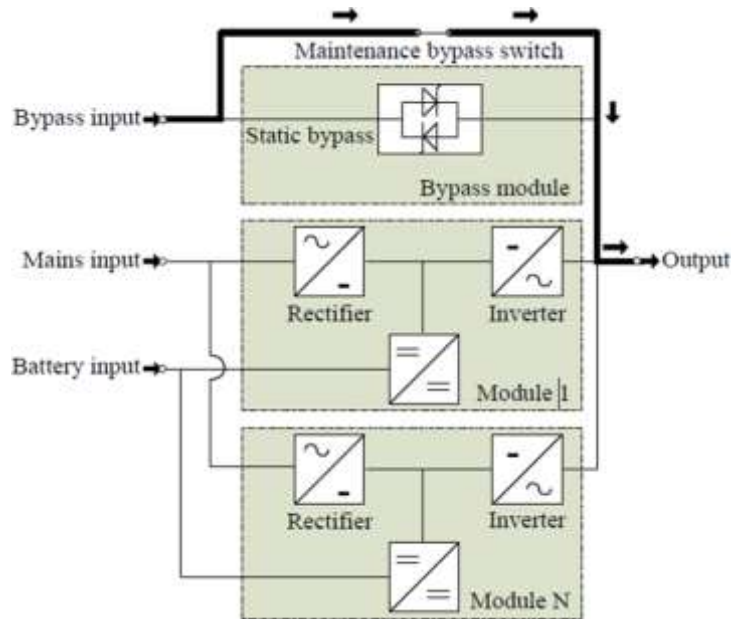 Maintenance bypass switch
Bypass input
Static bypass
Bypass module
Mains input
Output
Rectifier
Inverter
Battery input
Module 1
Rectifier
Inverter
Module N